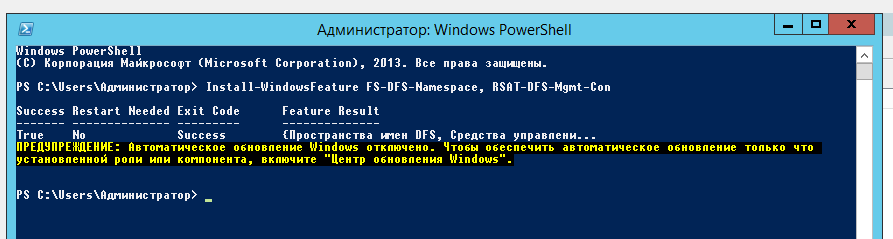 Администратор: Windows PowerShell
Windows PowerShell
(C) Корпорация Майкрософт (Microsoft Corporation), 2013. Все права защищены.
PS C:\Users\Администратор> Install-WindowsFeature FS-DFS-Namespace, RSAT-DFS-Mgmt-Con
Success Restart Needed Exit Code      Feature Result
------- -------------- ---------      --------------
True    No             Success        {Пространства имен DFS, Средства управлени...
ПРЕДУПРЕЖДЕНИЕ: Автоматическое обновление Windows отключено. Чтобы обеспечить автоматическое обновление только что
установленной роли или компонента, включите "Центр обновления Windows".
PS C:\Users\Администратор> _